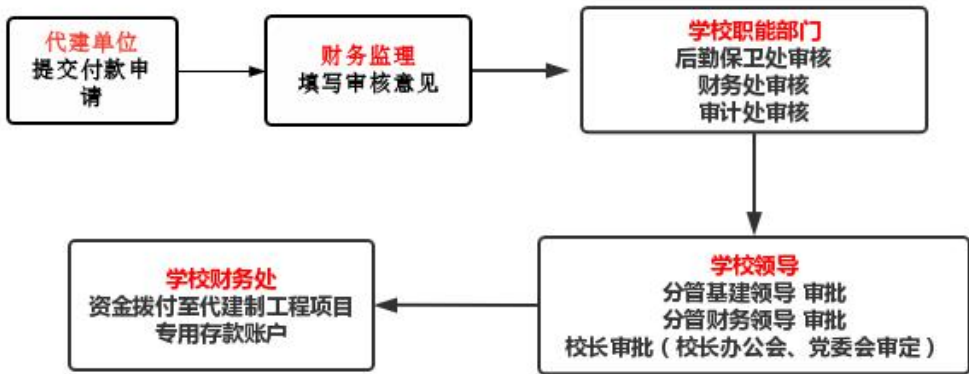 代建单位
提交付款申
请
财务监理
填写审核意见
学校职能部门
后勤保卫处审核
财务处审核
审计处审核
学校领导
分管基建领导 审批
分管财务领导 审批
校长审批（校长办公会、党委会审定）
学校财务处
资金拨付至代建制工程项目
专用存款账户